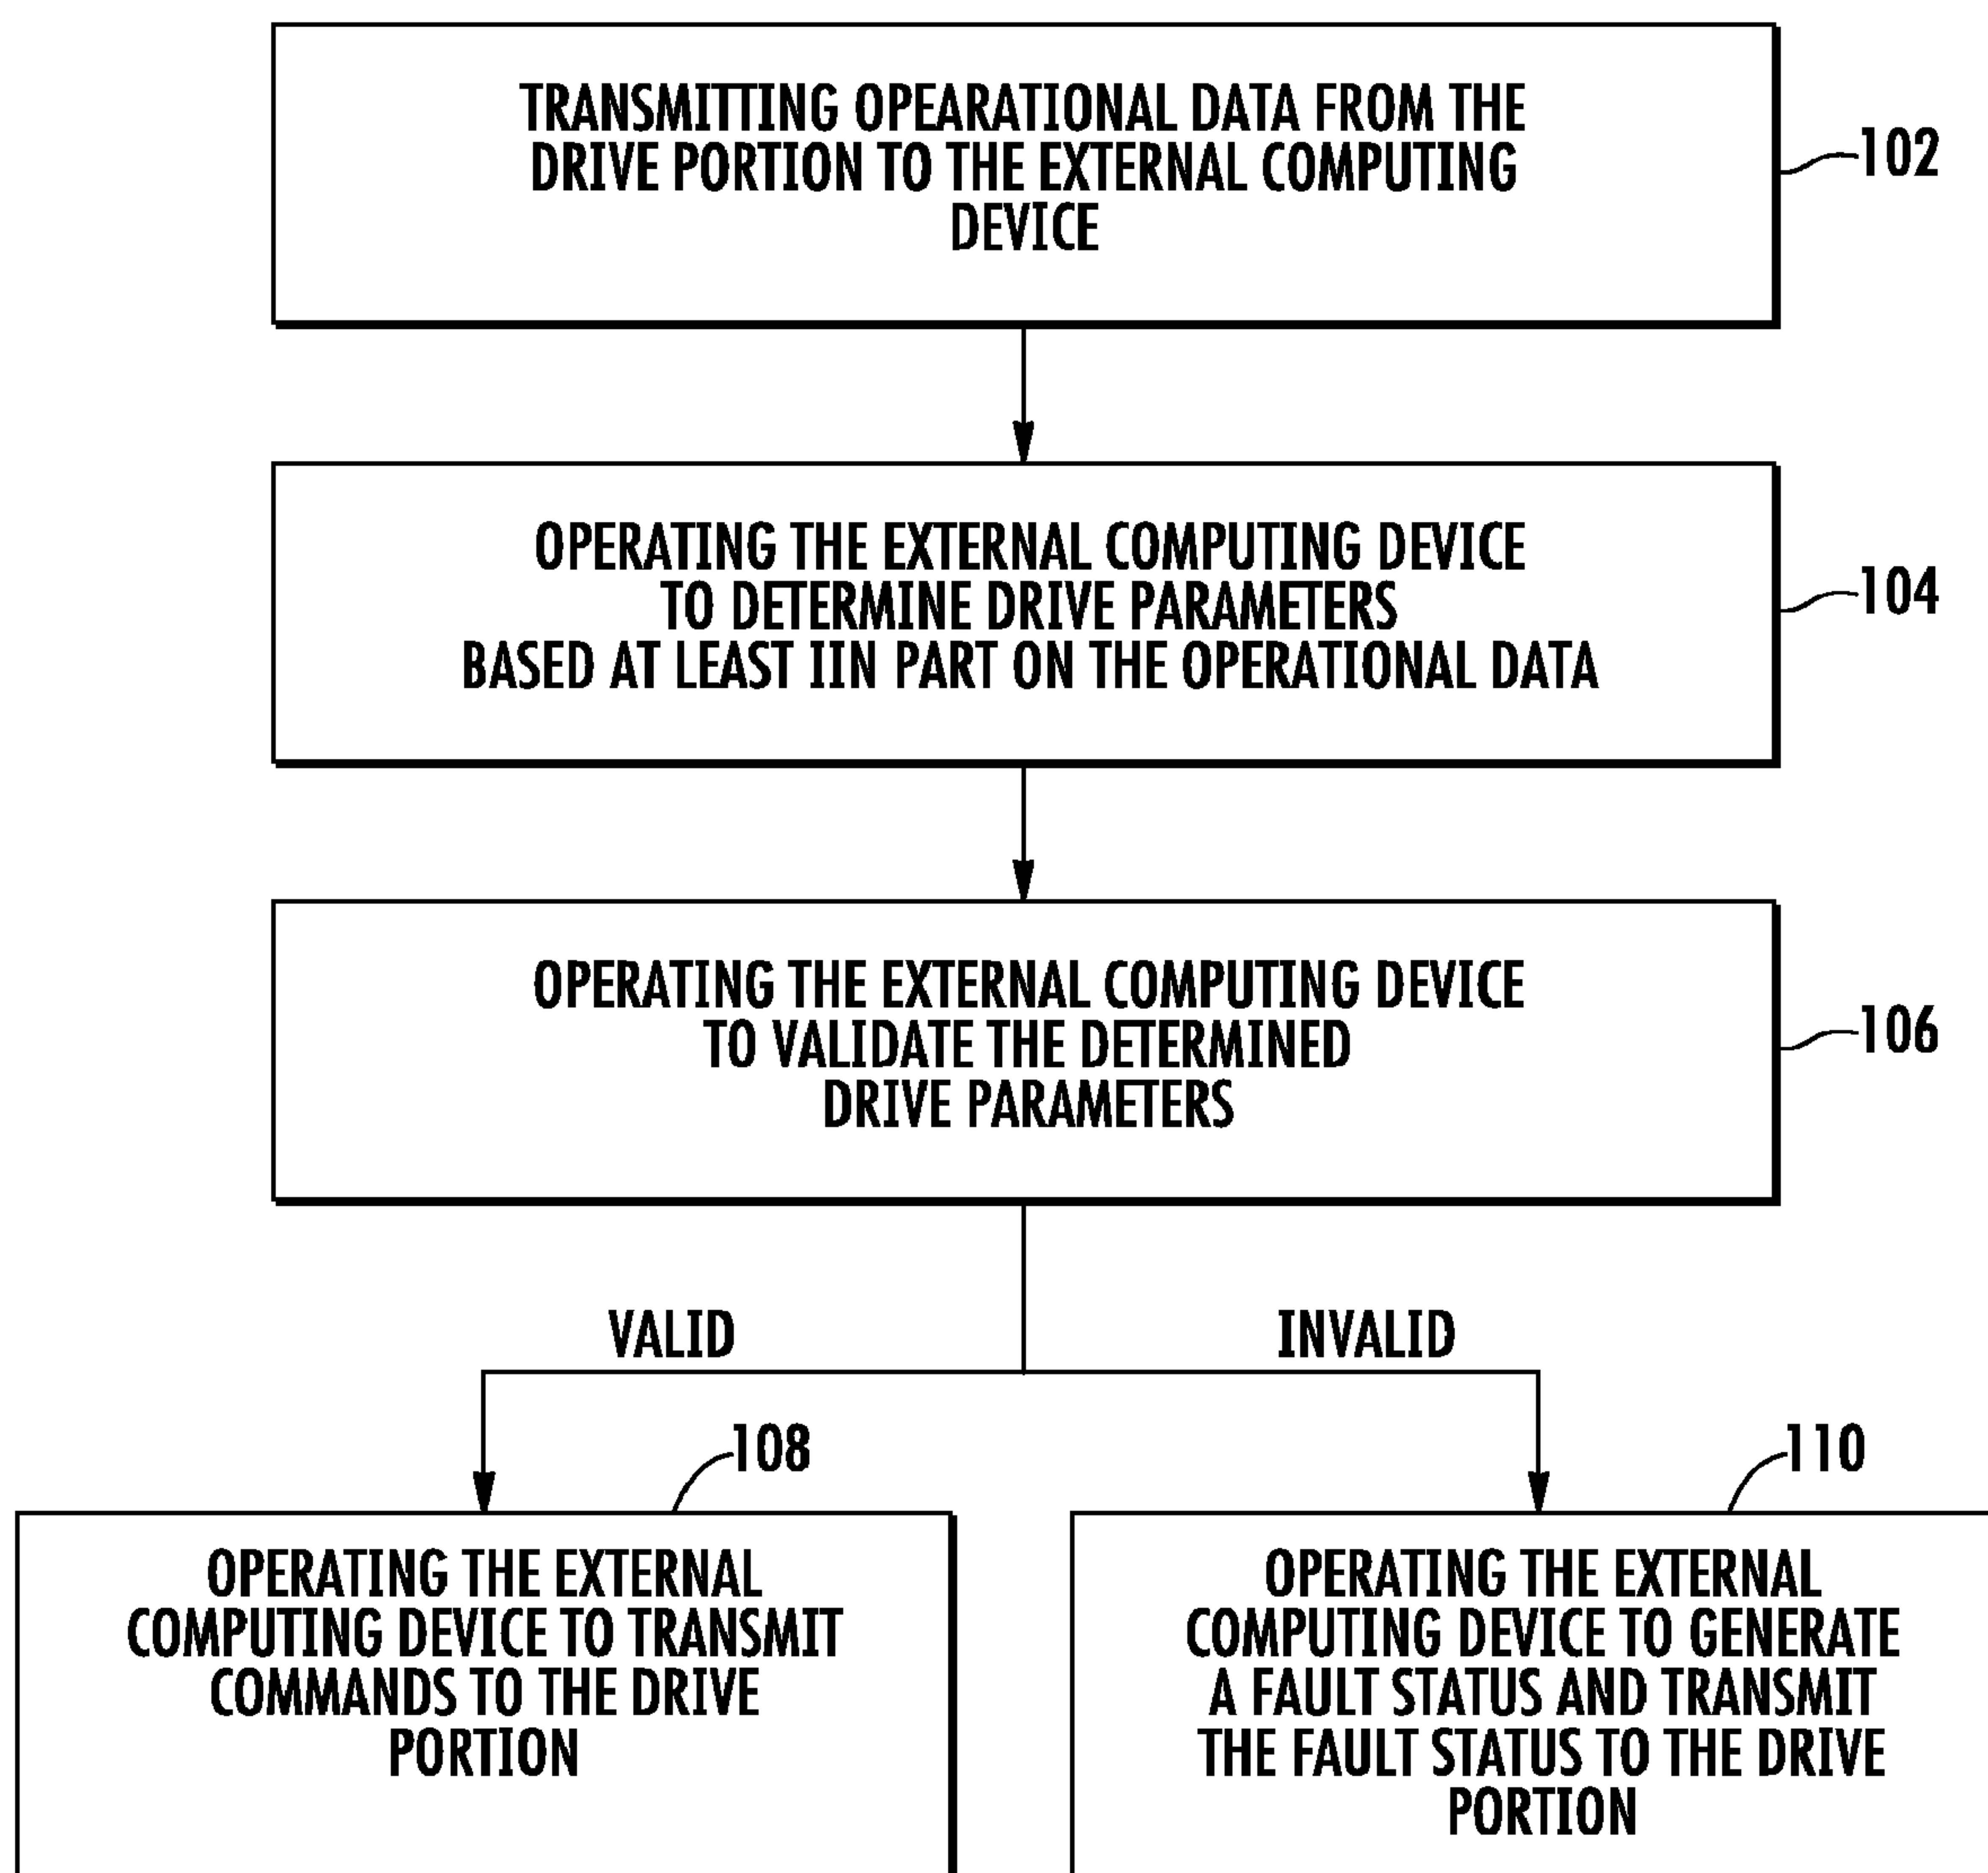 TRANSMITTING OPEARATIONAL DATA FROM THE
DRIVE PORTION TO THE EXTERNAL COMPUTING
DEVICE
102
OPERATING THE EXTERNAL COMPUTING DEVICE
TO DETERMINE DRIVE PARAMETERS
BASED AT LEAST IIN PART ON THE OPERATIONAL DATA
104
OPERATING THE EXTERNAL COMPUTING DEVICE
TO VALIDATE THE DETERMINED
DRIVE PARAMETERS
106
VALID
INVALID
108
OPERATING THE EXTERNAL
COMPUTING DEVICE TO TRANSMIT
COMMANDS TO THE DRIVE
PORTION
110
OPERATING THE EXTERNAL
COMPUTING DEVICE TO GENERATE
A FAULT STATUS AND TRANSMIT
THE FAULT STATUS TO THE DRIVE
PORTION